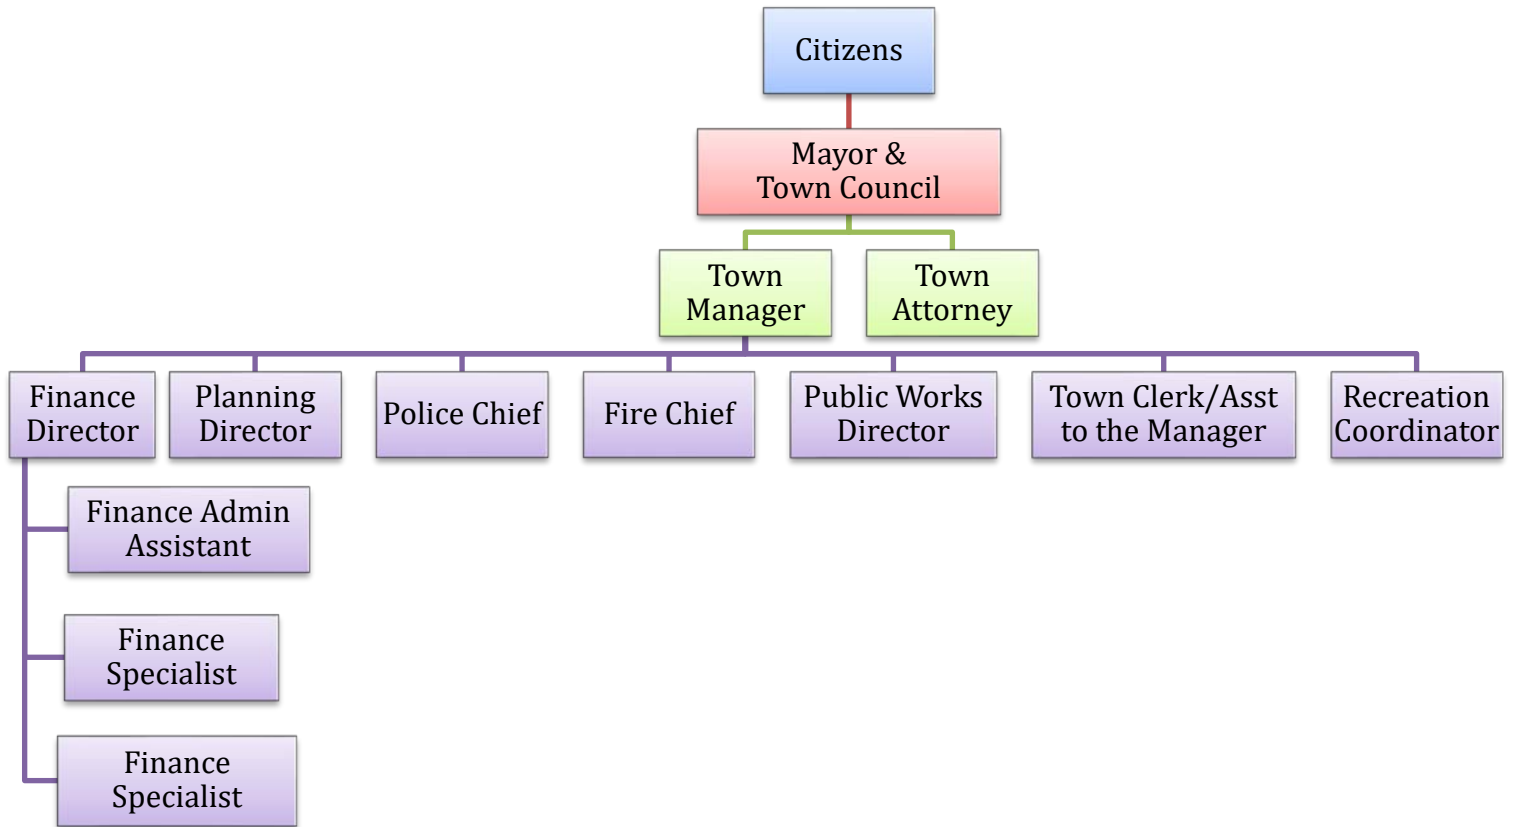 Citizens
Mayor &
Town Council
Town
Manager
Town
Attorney
Finance
Director
Planning
Director
Police Chief
Fire Chief
Public Works
Director
Town Clerk/Asst
to the Manager
Recreation
Coordinator
Finance Admin
Assistant
Finance
Specialist
Finance
Specialist